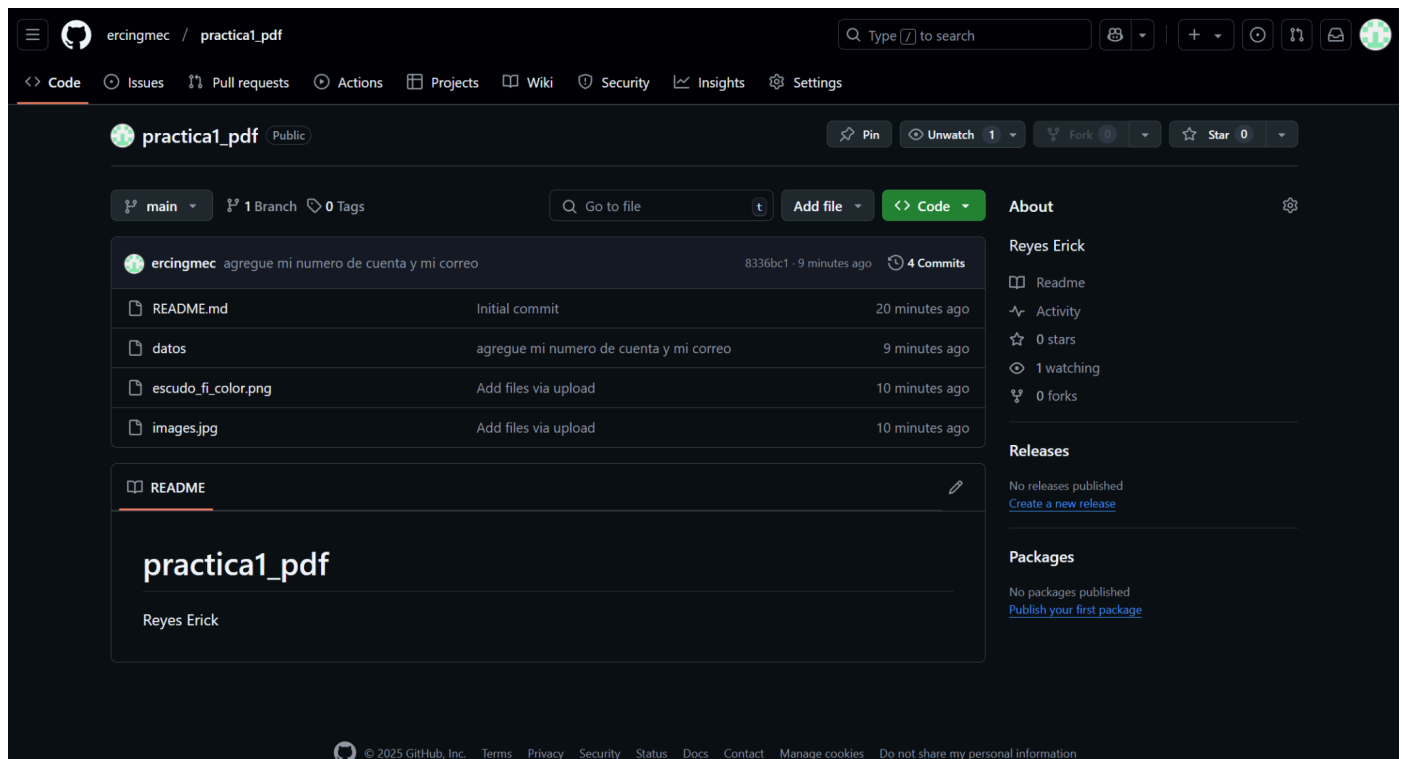 ercingmec / practica1_pdf
Type / to search
Code Issues Pull requests Actions Projects Wiki Security Insights Settings
practica1_pdf Public
Pin Unwatch 1 Fork 0 Star 0
main 1 Branch 0 Tags
Go to file t Add file Code
About
Reyes Erick
ercingmec agregue mi numero de cuenta y mi correo 8336bc1 · 9 minutes ago 4 Commits
README.md Initial commit 20 minutes ago
datos agregue mi numero de cuenta y mi correo 9 minutes ago
escudo_fi_color.png Add files via upload 10 minutes ago
images.jpg Add files via upload 10 minutes ago
Readme
Activity
0 stars
1 watching
0 forks
Releases
No releases published
Create a new release
Packages
No packages published
Publish your first package
README
practica1_pdf
Reyes Erick
© 2025 GitHub, Inc. Terms Privacy Security Status Docs Contact Manage cookies Do not share my personal information